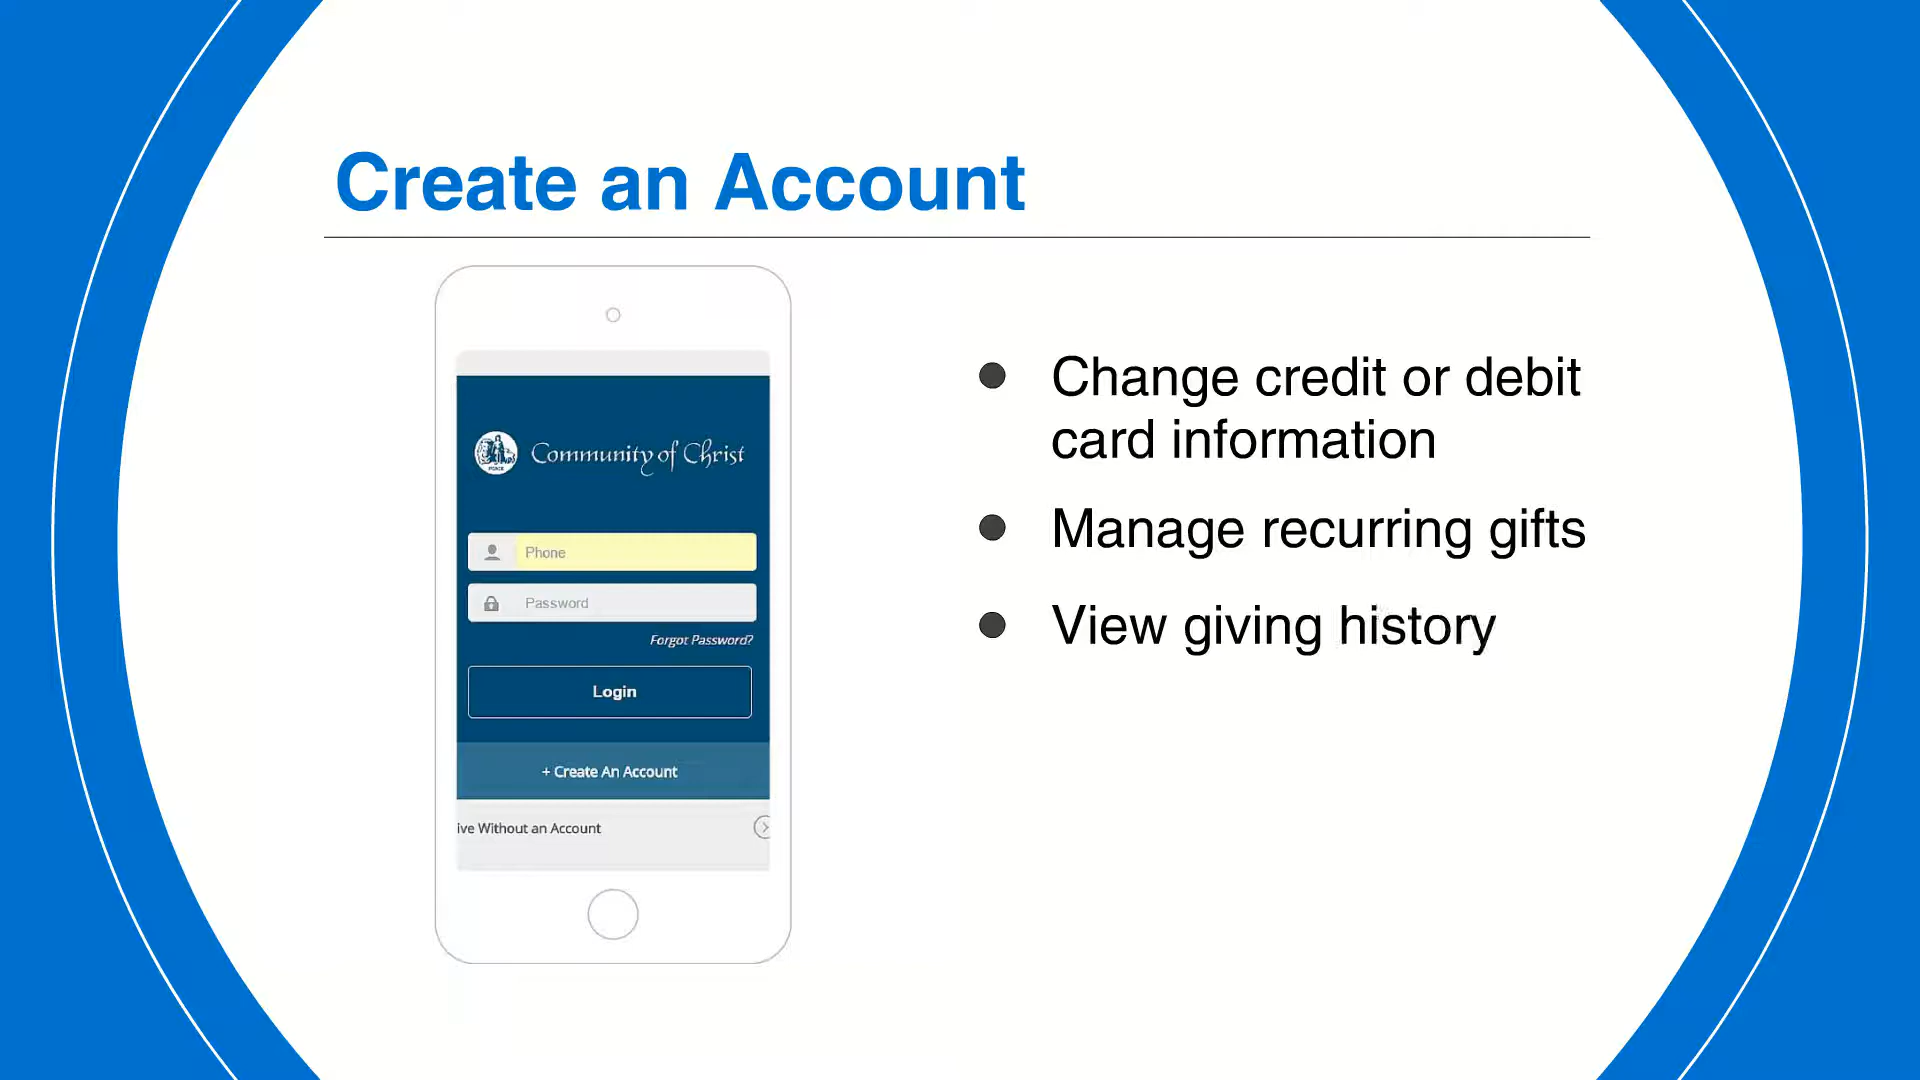 Create an Account
Community of Christ
Phone
Password
Forgot Password?
Login
+ Create An Account
ive Without an Account
● Change credit or debit
card information
● Manage recurring gifts
● View giving history